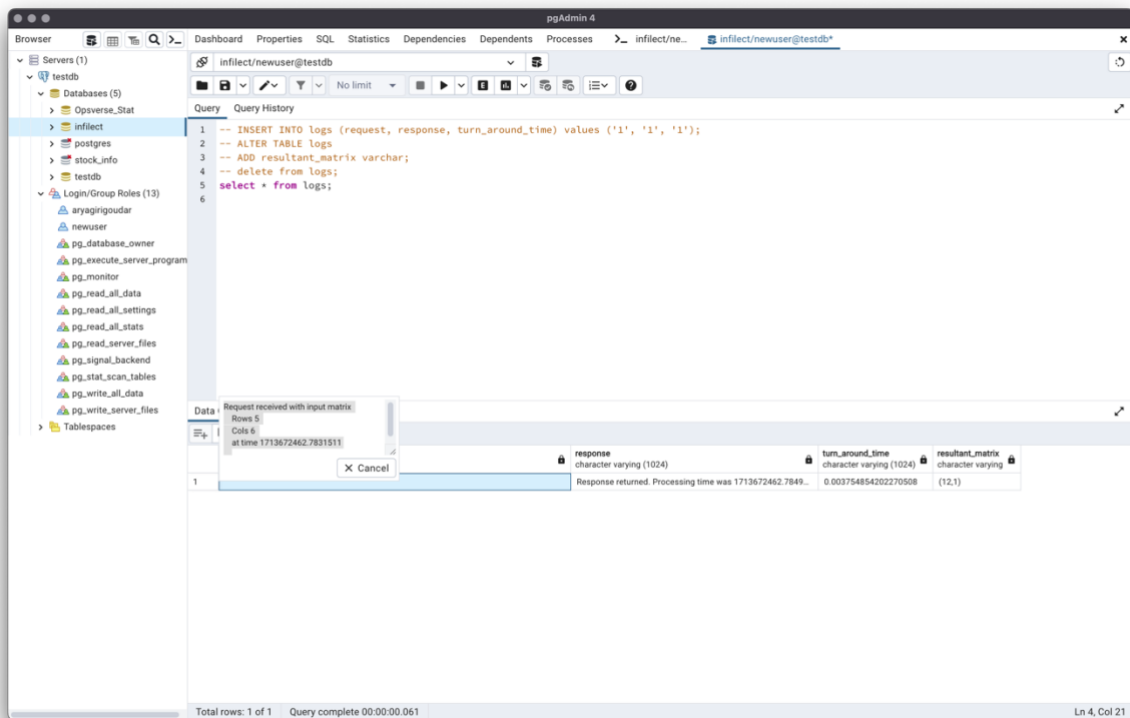 pgAdmin 4
Browser
Dashboard Properties SQL Statistics Dependencies Dependents Processes infilect/ne... infilect/newuser@testdb*
Servers (1)
testdb
Databases (5)
Opsverse_Stat
infilect
postgres
stock_info
testdb
Login/Group Roles (13)
aryagirigoudar
newuser
pg_database_owner
pg_execute_server_program
pg_monitor
pg_read_all_data
pg_read_all_settings
pg_read_all_stats
pg_read_server_files
pg_signal_backend
pg_stat_scan_tables
pg_write_all_data
pg_write_server_files
Tablespaces
infilect/newuser@testdb
No limit
Query Query History
1 -- INSERT INTO logs (request, response, turn_around_time) values ('1', '1', '1');
2 -- ALTER TABLE logs
3 -- ADD resultant_matrix varchar;
4 -- delete from logs;
5 select * from logs;
6
Data
Request received with input matrix
Rows 5
Cols 6
at time 1713672462.7831511
Cancel
response turn_around_time resultant_matrix
character varying (1024) character varying (1024) character varying
1 Response returned. Processing time was 1713672462.7849... 0.003754854202270508 (12,1)
Total rows: 1 of 1 Query complete 00:00:00.061 Ln 4, Col 21